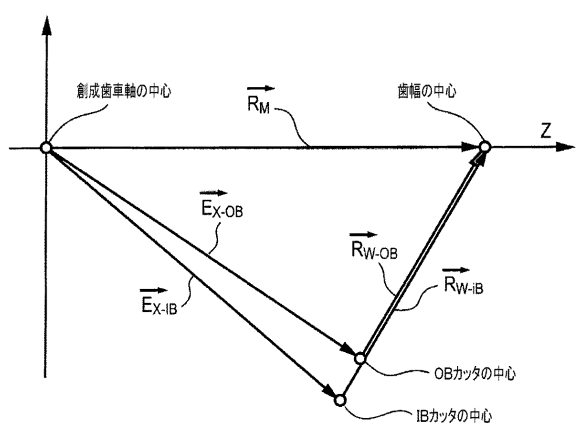 創成歯車軸の中心
R_M
歯幅の中心
Z
E_X-OB
R_W-OB
E_X-iB
R_W-iB
OBカッタの中心
IBカッタの中心